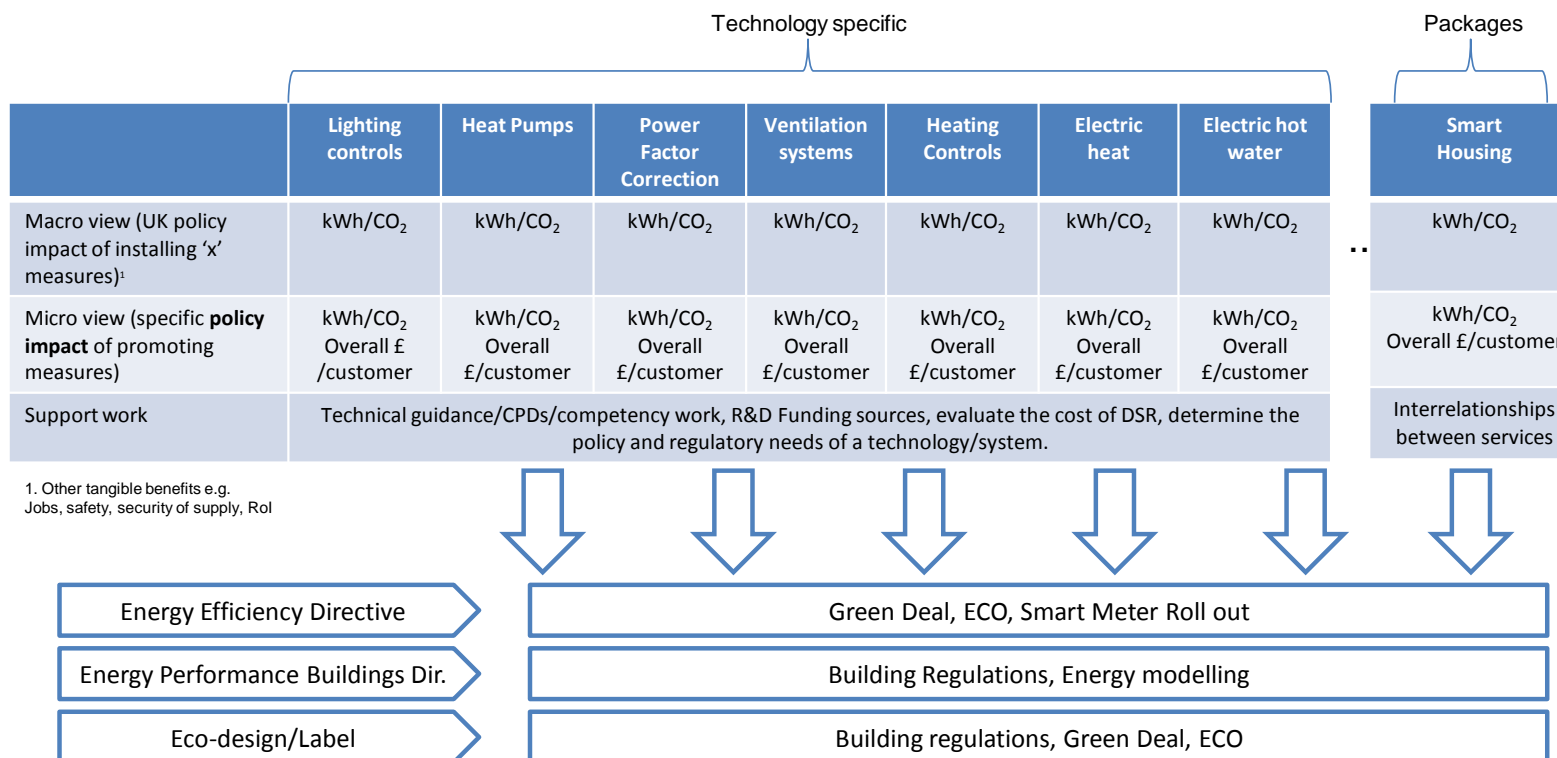 Technology specific
Packages
Lighting
controls
Heat Pumps
Power
Factor
Correction
Ventilation
systems
Heating
Controls
Electric
heat
Electric hot
water
Smart
Housing
Macro view (UK policy
impact of installing ‘x’
measures)¹
kWh/CO₂
kWh/CO₂
kWh/CO₂
kWh/CO₂
kWh/CO₂
kWh/CO₂
kWh/CO₂
..
kWh/CO₂
Micro view (specific policy
impact of promoting
measures)
kWh/CO₂
Overall £
/customer
kWh/CO₂
Overall
£/customer
kWh/CO₂
Overall
£/customer
kWh/CO₂
Overall
£/customer
kWh/CO₂
Overall
£/customer
kWh/CO₂
Overall
£/customer
kWh/CO₂
Overall
£/customer
kWh/CO₂
Overall £/customer
Support work
Technical guidance/CPDs/competency work, R&D Funding sources, evaluate the cost of DSR, determine the
policy and regulatory needs of a technology/system.
Interrelationships
between services
1. Other tangible benefits e.g.
Jobs, safety, security of supply, RoI
Energy Efficiency Directive
Green Deal, ECO, Smart Meter Roll out
Energy Performance Buildings Dir.
Building Regulations, Energy modelling
Eco-design/Label
Building regulations, Green Deal, ECO